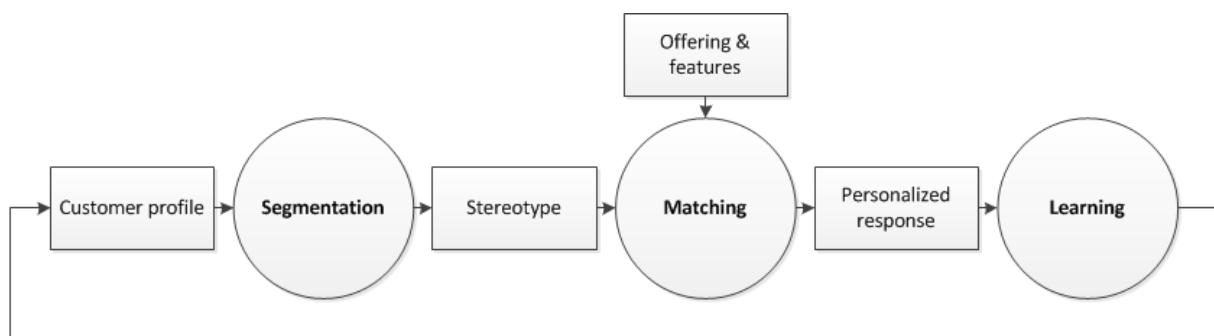 Offering &
features
Customer profile
Segmentation
Stereotype
Matching
Personalized
response
Learning